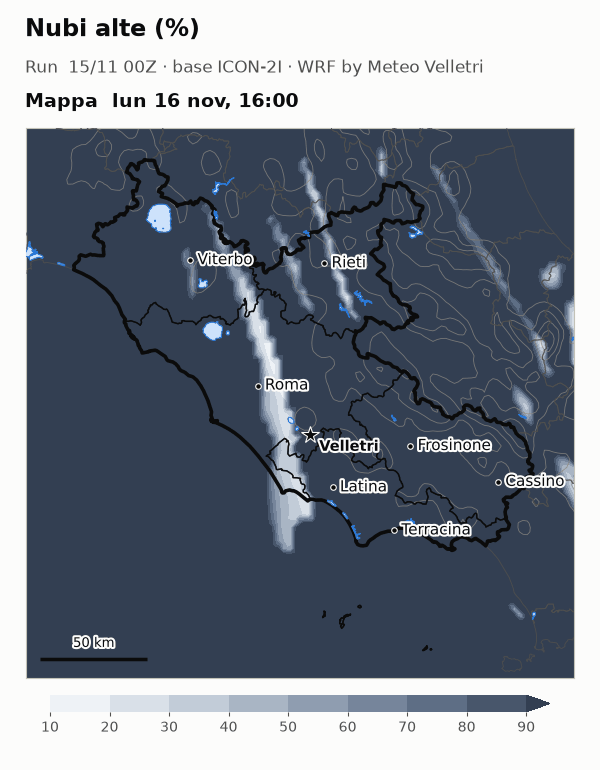 Nubi alte (%)
Run  15/11 00Z · base ICON-2I · WRF by Meteo Velletri
Mappa  lun 16 nov, 16:00
Viterbo
Rieti
Roma
Velletri
Frosinone
Cassino
Latina
Terracina
50 km
10 20 30 40 50 60 70 80 90